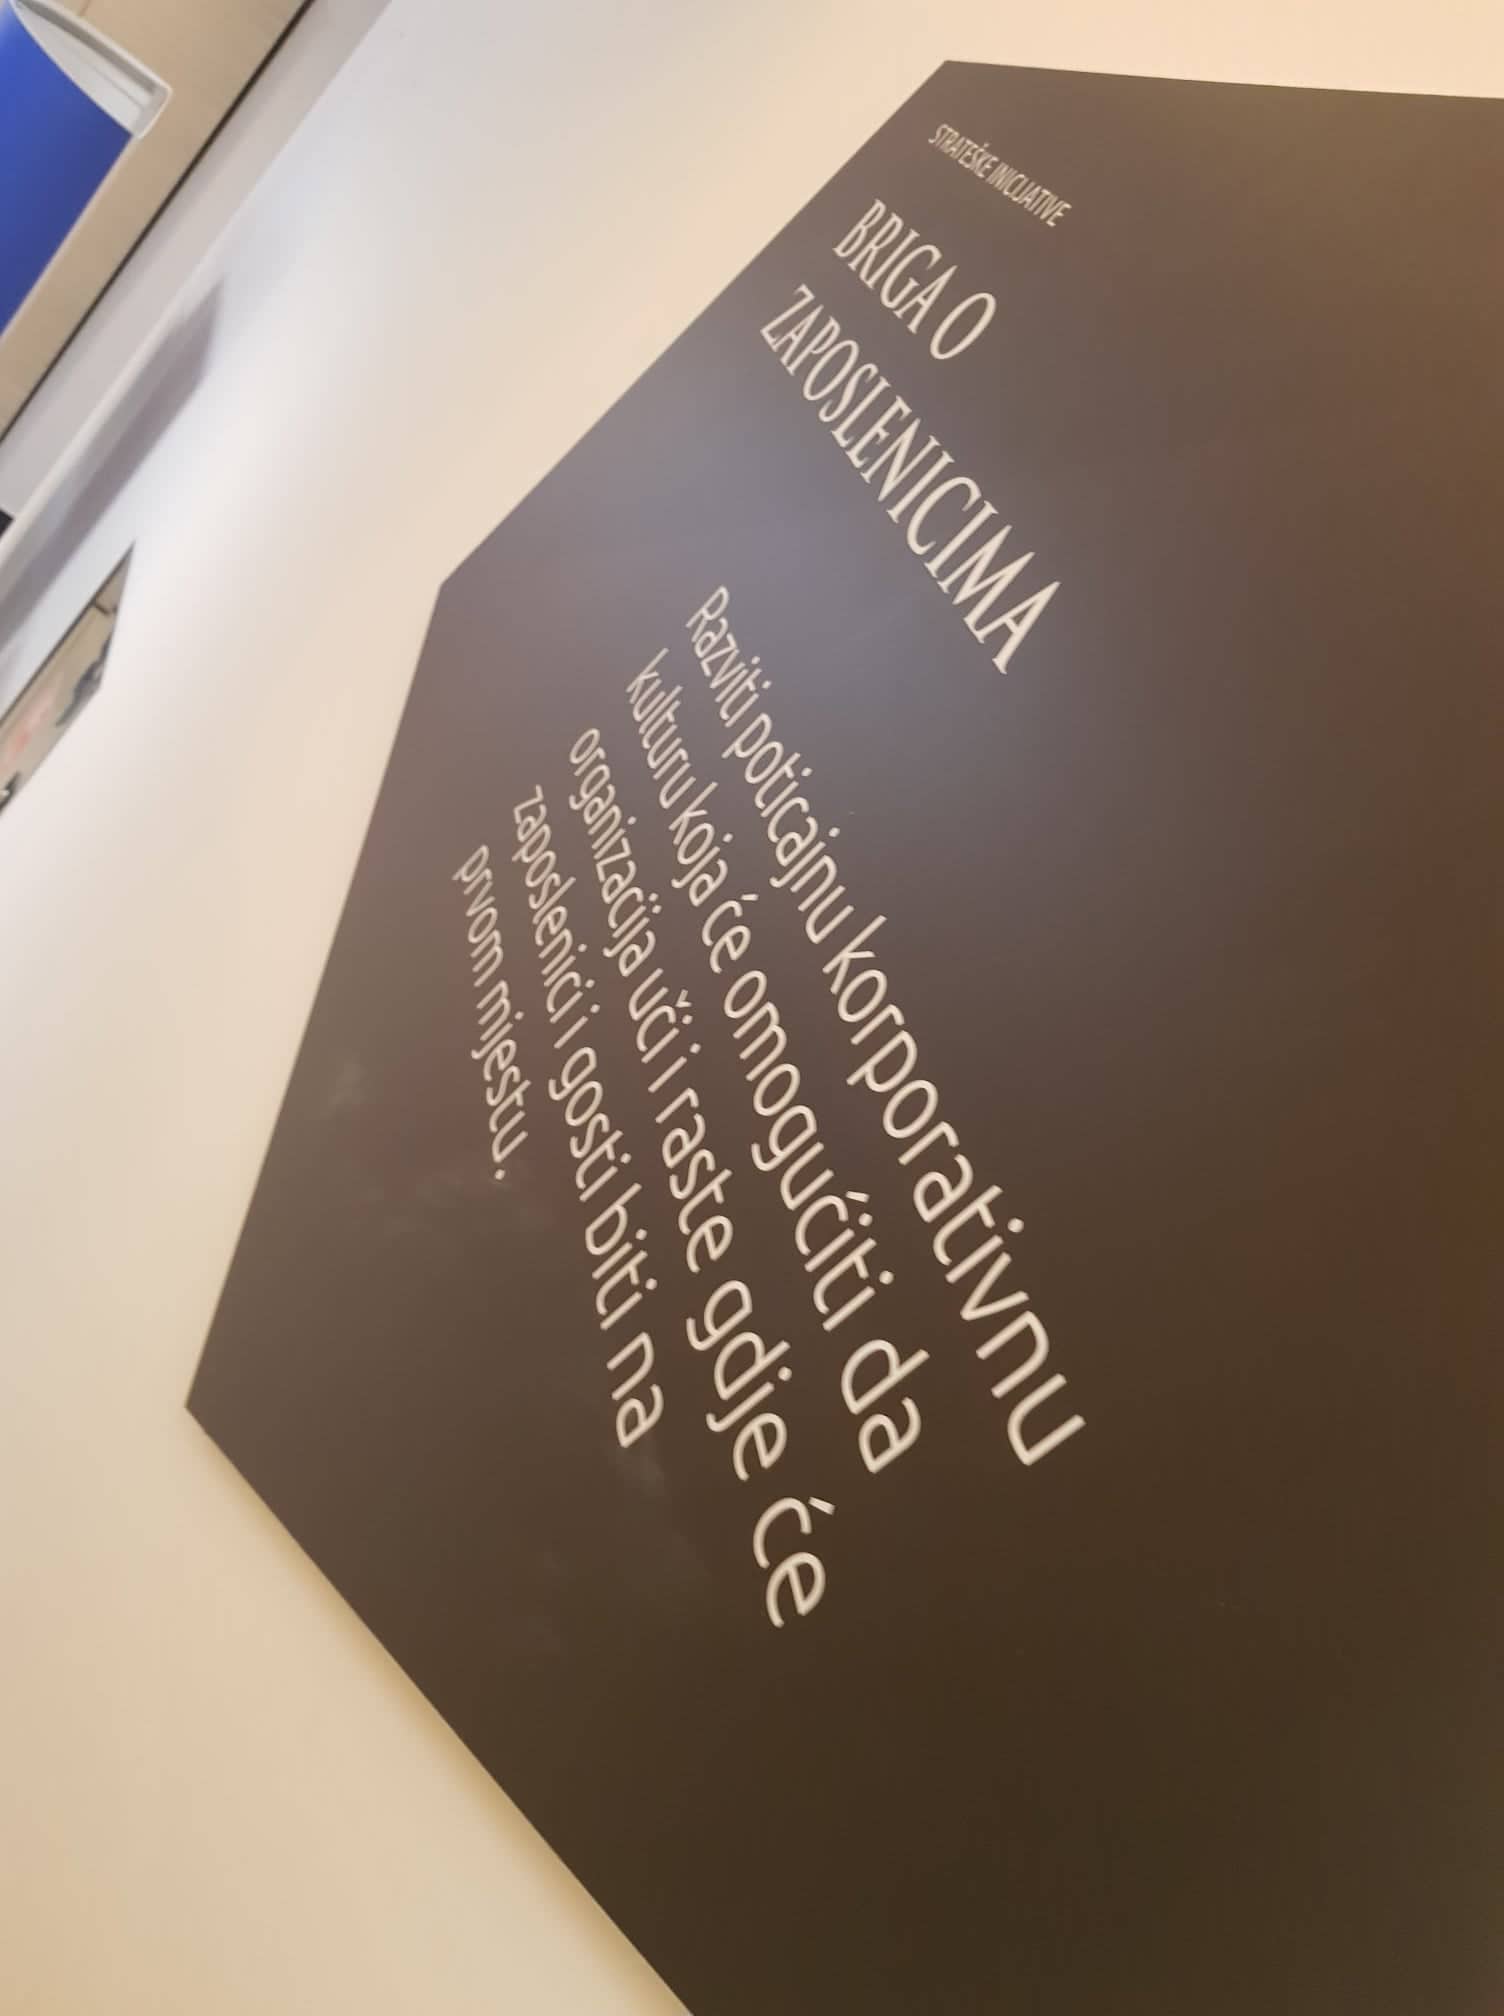 STRATEŠKE INICIJATIVE
BRIGA O
ZAPOSLENICIMA
Razviti poticajnu korporativnu
kulturu koja će omogućiti da
organizacija uči i raste gdje će
zaposlenici i gosti biti na
prvom mjestu.